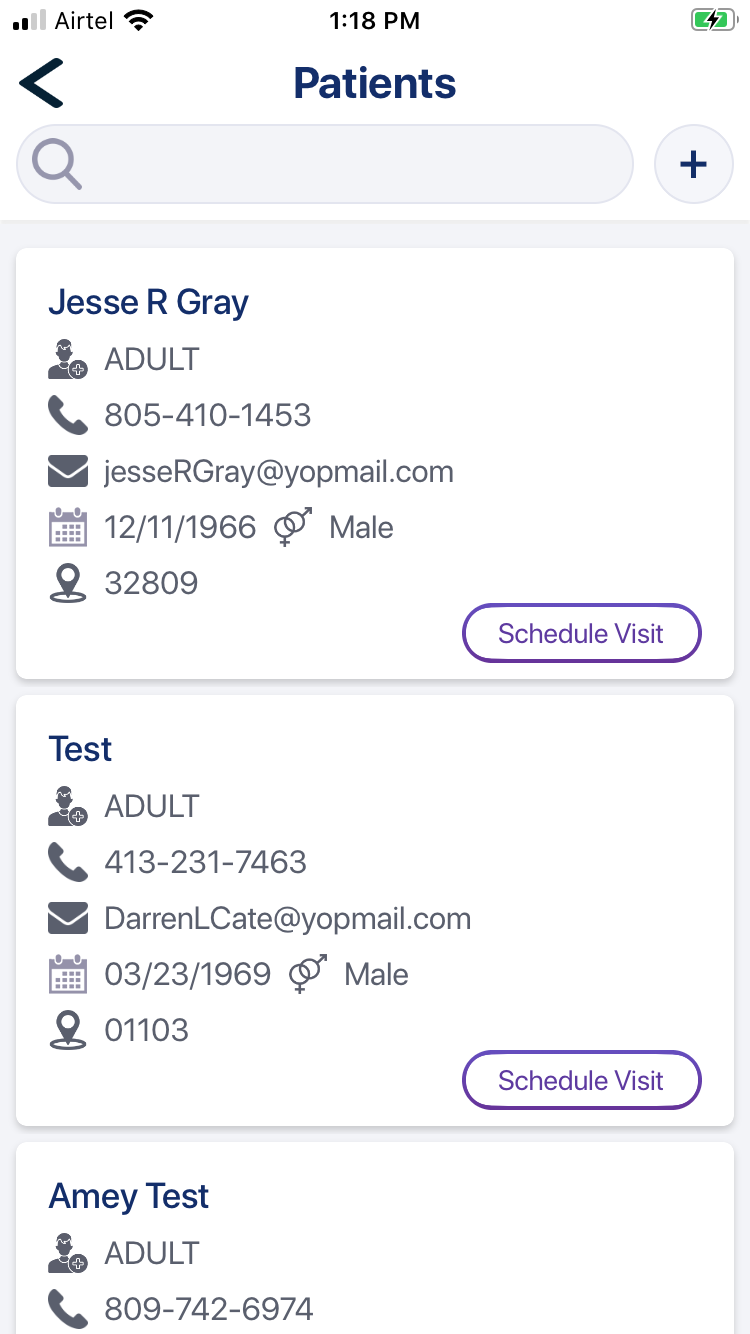 Airtel 1:18 PM
Patients
+
Jesse R Gray
ADULT
805-410-1453
jesseRGray@yopmail.com
12/11/1966 Male
32809
Schedule Visit
Test
ADULT
413-231-7463
DarrenLCate@yopmail.com
03/23/1969 Male
01103
Schedule Visit
Amey Test
ADULT
809-742-6974